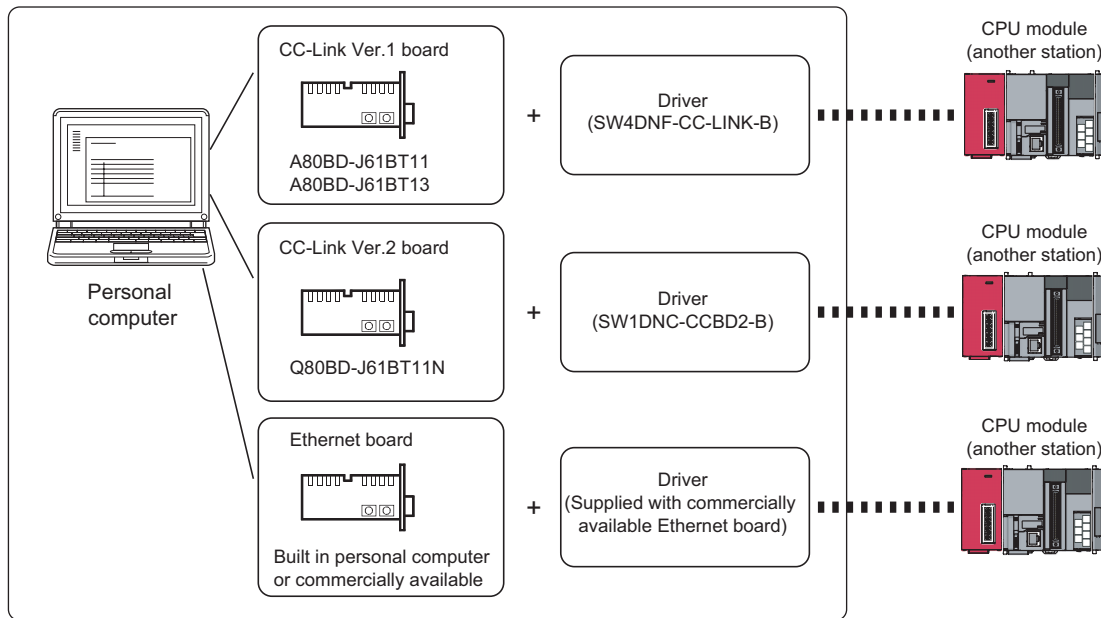 CC-Link Ver.1 board
A80BD-J61BT11
A80BD-J61BT13
+
Driver
(SW4DNF-CC-LINK-B)
CPU module
(another station)
Personal
computer
CC-Link Ver.2 board
Q80BD-J61BT11N
+
Driver
(SW1DNC-CCBD2-B)
CPU module
(another station)
Ethernet board
Built in personal computer
or commercially available
+
Driver
(Supplied with commercially
available Ethernet board)
CPU module
(another station)